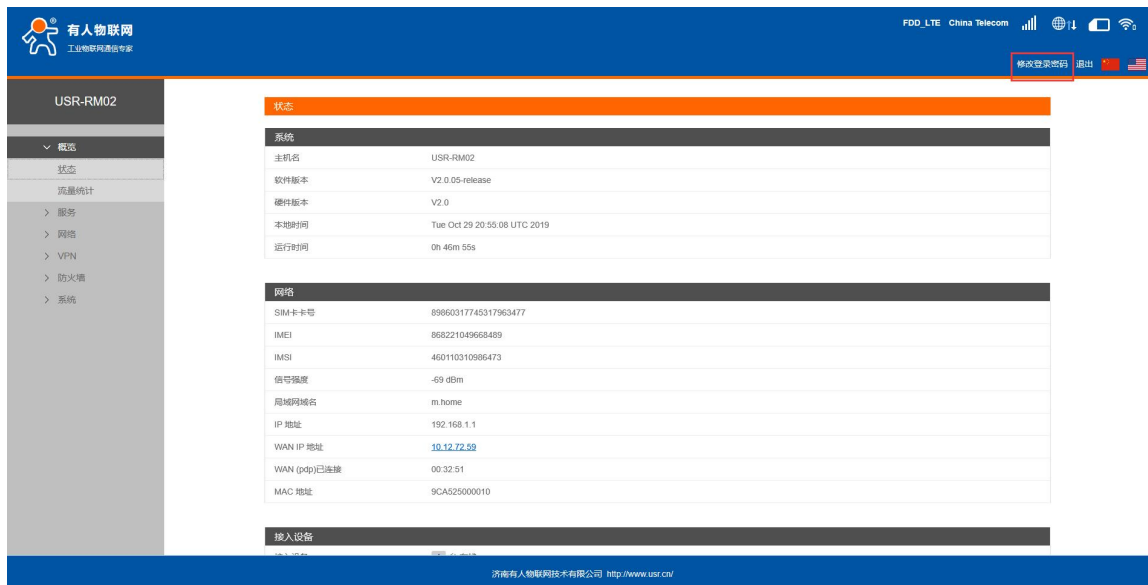 有人物联网
工业物联网通信专家
FDD_LTE China Telecom
修改登录密码 退出
USR-RM02
概览
状态
流量统计
服务
网络
VPN
防火墙
系统
状态
系统
主机名 USR-RM02
软件版本 V2.0.05-release
硬件版本 V2.0
本地时间 Tue Oct 29 20:55:08 UTC 2019
运行时间 0h 46m 55s
网络
SIM卡卡号 89860317745317963477
IMEI 868221049668489
IMSI 460110310986473
信号强度 -69 dBm
局域网域名 m.home
IP 地址 192.168.1.1
WAN IP 地址 10.12.72.59
WAN (pdp)已连接 00:32:51
MAC 地址 9CA525000010
接入设备
济南有人物联网技术有限公司 http://www.usr.cn/